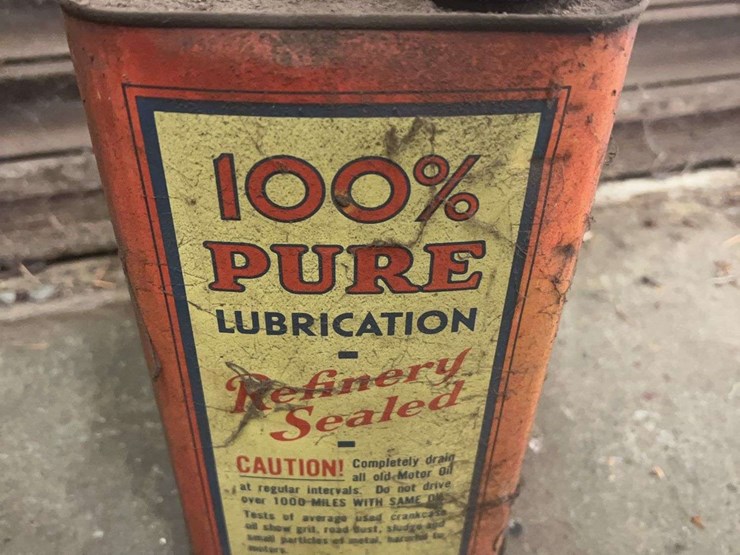 100%
PURE
LUBRICATION
Refinery
Sealed
CAUTION! Completely drain
all old Motor Oil
at regular intervals. Do not drive
over 1000 MILES WITH SAME OIL
Tests of average used crankcase
oil show grit, road dust, sludge and
small particles of metal, harmful to
motors.